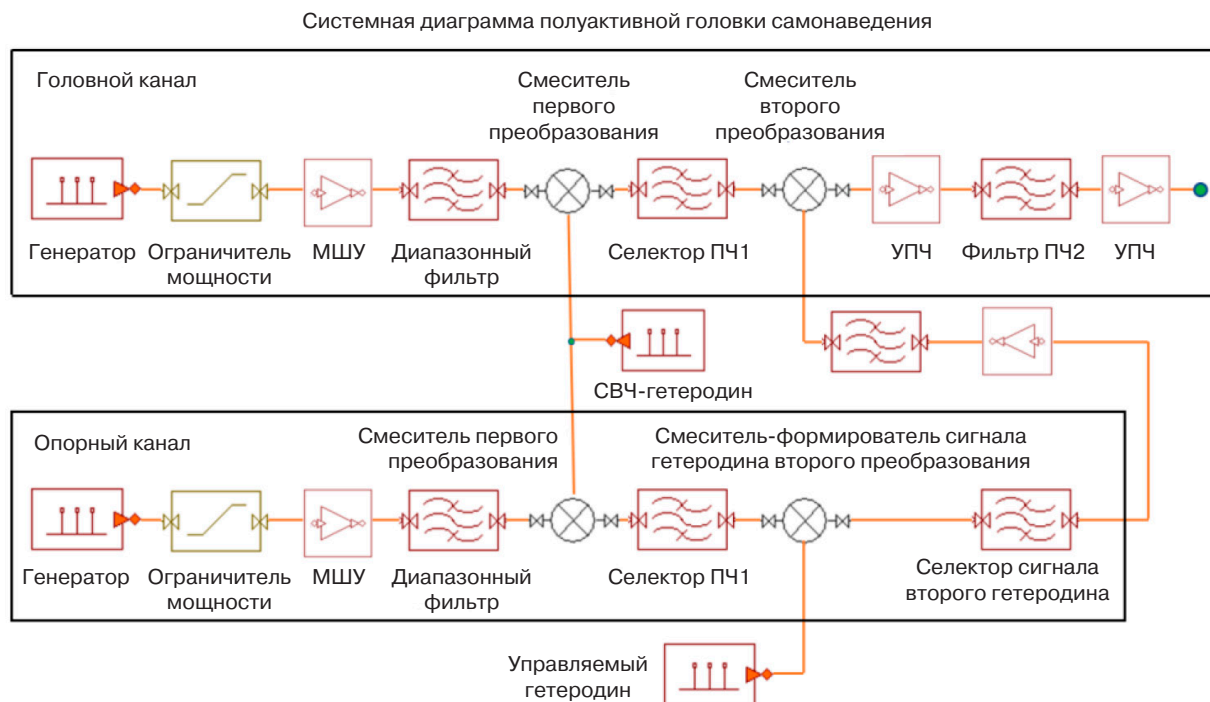 Системная диаграмма полуактивной головки самонаведения
Головной канал
Смеситель
первого
преобразования
Смеситель
второго
преобразования
Генератор
Ограничитель
мощности
МШУ
Диапазонный
фильтр
Селектор ПЧ1
УПЧ
Фильтр ПЧ2
УПЧ
СВЧ-гетеродин
Опорный канал
Смеситель первого
преобразования
Смеситель-формирователь сигнала
гетеродина второго преобразования
Генератор
Ограничитель
мощности
МШУ
Диапазонный
фильтр
Селектор ПЧ1
Селектор сигнала
второго гетеродина
Управляемый
гетеродин